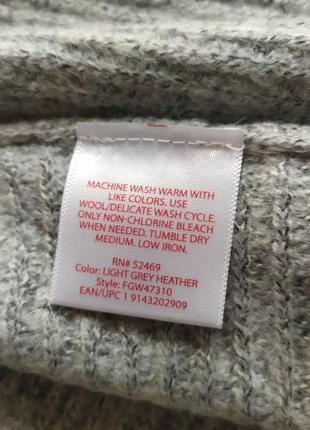 MACHINE WASH WARM WITH
LIKE COLORS. USE
WOOL/DELICATE WASH CYCLE.
ONLY NON-CHLORINE BLEACH
WHEN NEEDED. TUMBLE DRY
MEDIUM. LOW IRON.
RN# 52469
Color: LIGHT GREY HEATHER
Style: FGW47310
EAN/UPC 1 9143202909